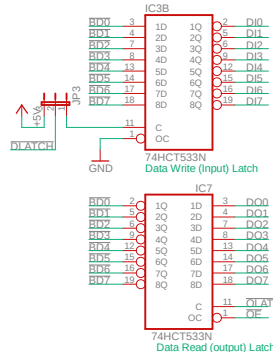 IC3B
BD0 3 1D 1Q 2 DI0
BD1 4 2D 2Q 5 DI1
BD2 7 3D 3Q 6 DI2
BD3 8 4D 4Q 9 DI3
BD4 13 5D 5Q 12 DI4
BD5 14 6D 6Q 15 DI5
BD6 17 7D 7Q 16 DI6
BD7 18 8D 8Q 19 DI7
JP3
1 2 3
+5V
11 C
1 OC
DLATCH
GND
74HCT533N
Data Write (Input) Latch
IC7
BD0 2 1Q 1D 3 DO0
BD1 5 2Q 2D 4 DO1
BD2 6 3Q 3D 7 DO2
BD3 9 4Q 4D 8 DO3
BD4 12 5Q 5D 13 DO4
BD5 15 6Q 6D 14 DO5
BD6 16 7Q 7D 17 DO6
BD7 19 8Q 8D 18 DO7
C 11
OC 1 OE
74HCT533N
Data Read (output) Latch